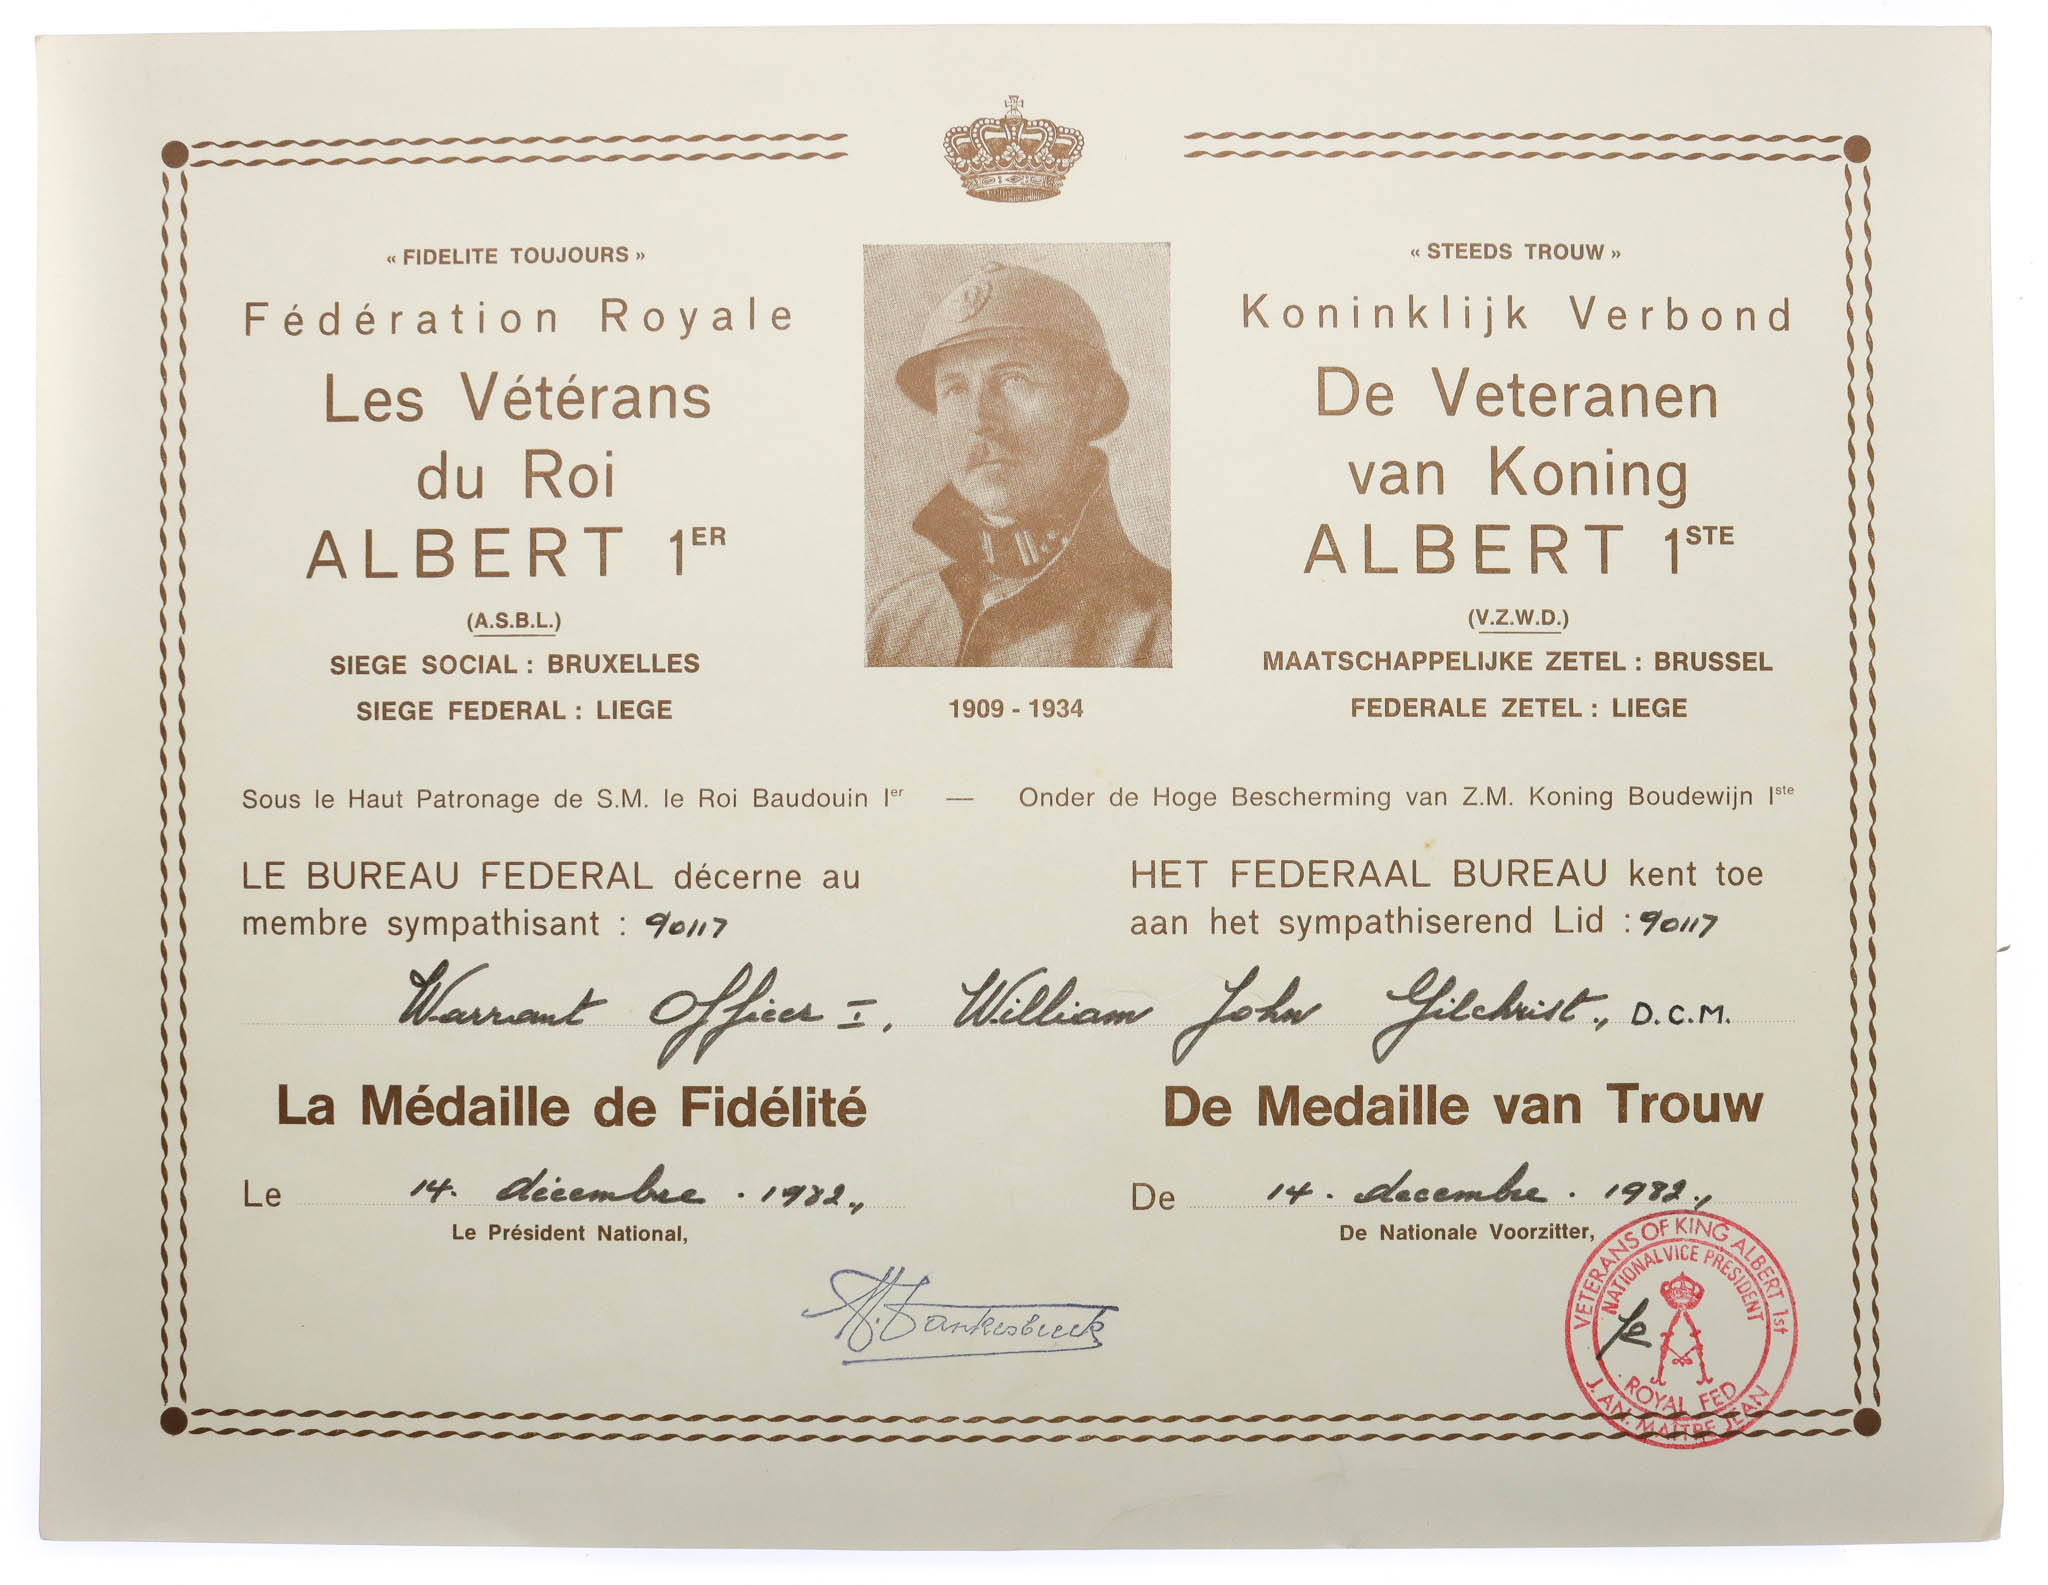 « FIDELITE TOUJOURS »
Fédération Royale
Les Vétérans
du Roi
ALBERT 1ER
(A.S.B.L.)
SIEGE SOCIAL : BRUXELLES
SIEGE FEDERAL : LIEGE
1909 - 1934
« STEEDS TROUW »
Koninklijk Verbond
De Veteranen
van Koning
ALBERT 1STE
(V.Z.W.D.)
MAATSCHAPPELIJKE ZETEL : BRUSSEL
FEDERALE ZETEL : LIEGE
Sous le Haut Patronage de S.M. le Roi Baudouin Ier — Onder de Hoge Bescherming van Z.M. Koning Boudewijn Iste
LE BUREAU FEDERAL décerne au
membre sympathisant : 90117
HET FEDERAAL BUREAU kent toe
aan het sympathiserend Lid : 90117
Warrant Officer I, William John Gilchrist., D.C.M.
La Médaille de Fidélité
De Medaille van Trouw
Le 14. décembre . 1982.,
Le Président National,
De 14. decembre . 1982.,
De Nationale Voorzitter,
VETERANS OF KING ALBERT 1st
NATIONAL VICE PRESIDENT
ROYAL FED
J. AN. MAITREJEAN